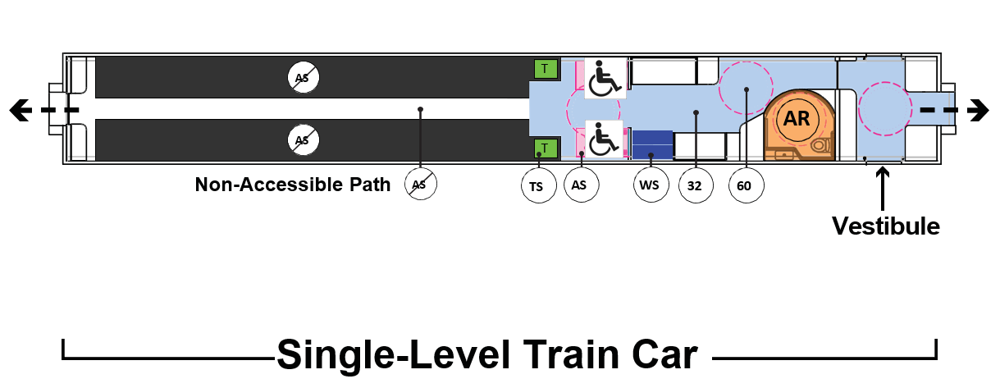 AS
T
AS
T
AR
Non-Accessible Path
AS
TS
AS
WS
32
60
Vestibule
Single-Level Train Car